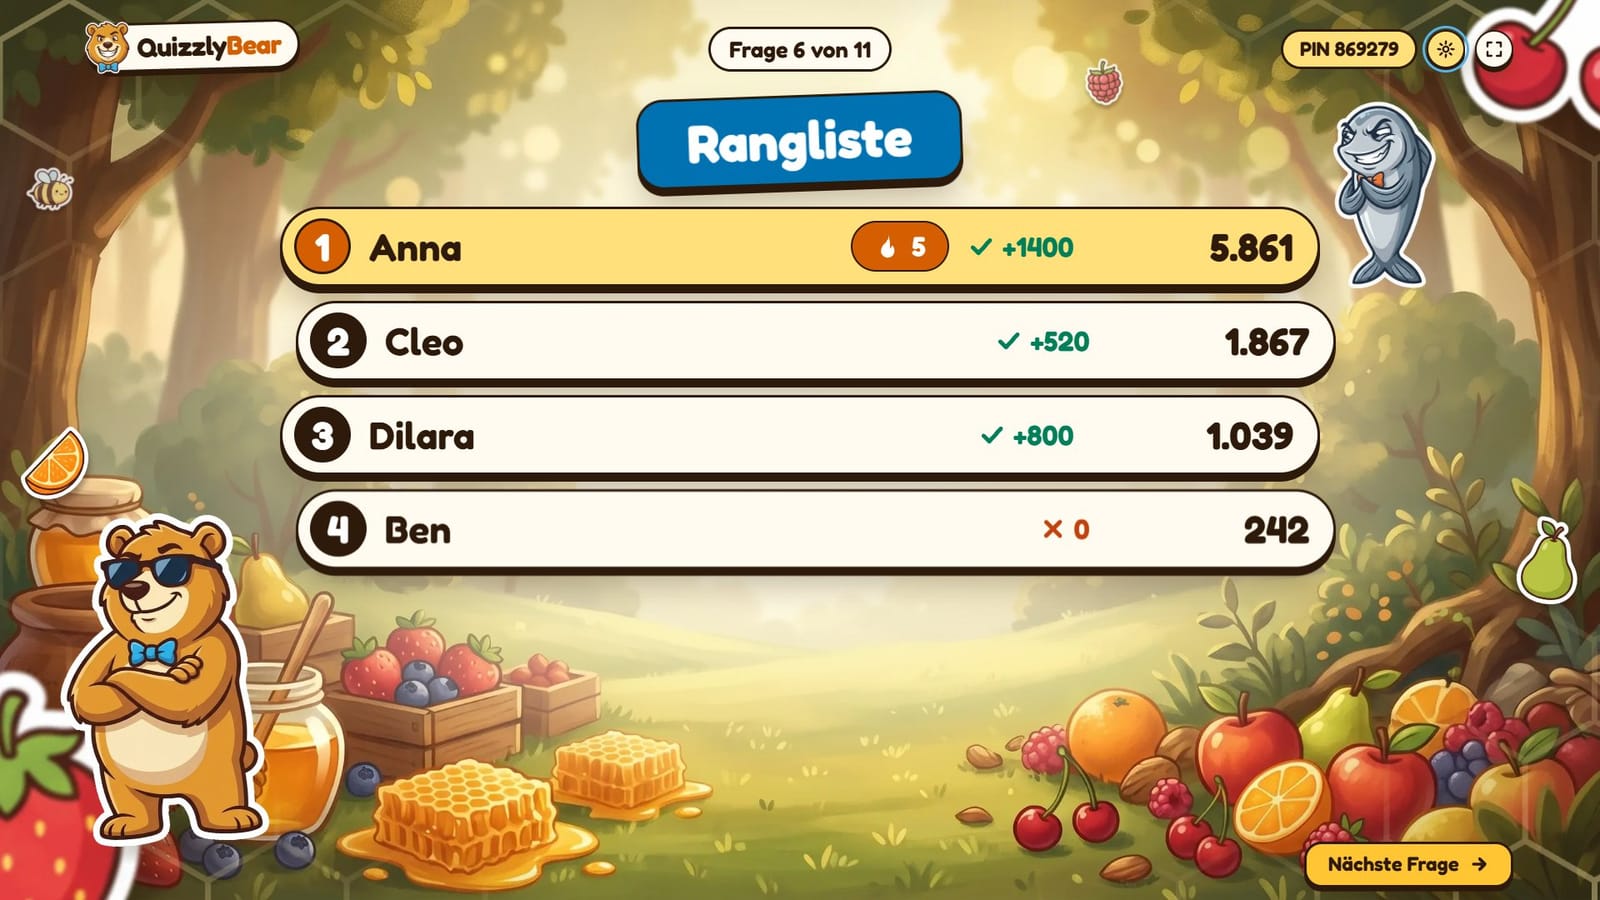 QuizzlyBear
Frage 6 von 11
PIN 869279
Rangliste
1 Anna 5 +1400 5.861
2 Cleo +520 1.867
3 Dilara +800 1.039
4 Ben 0 242
Nächste Frage →